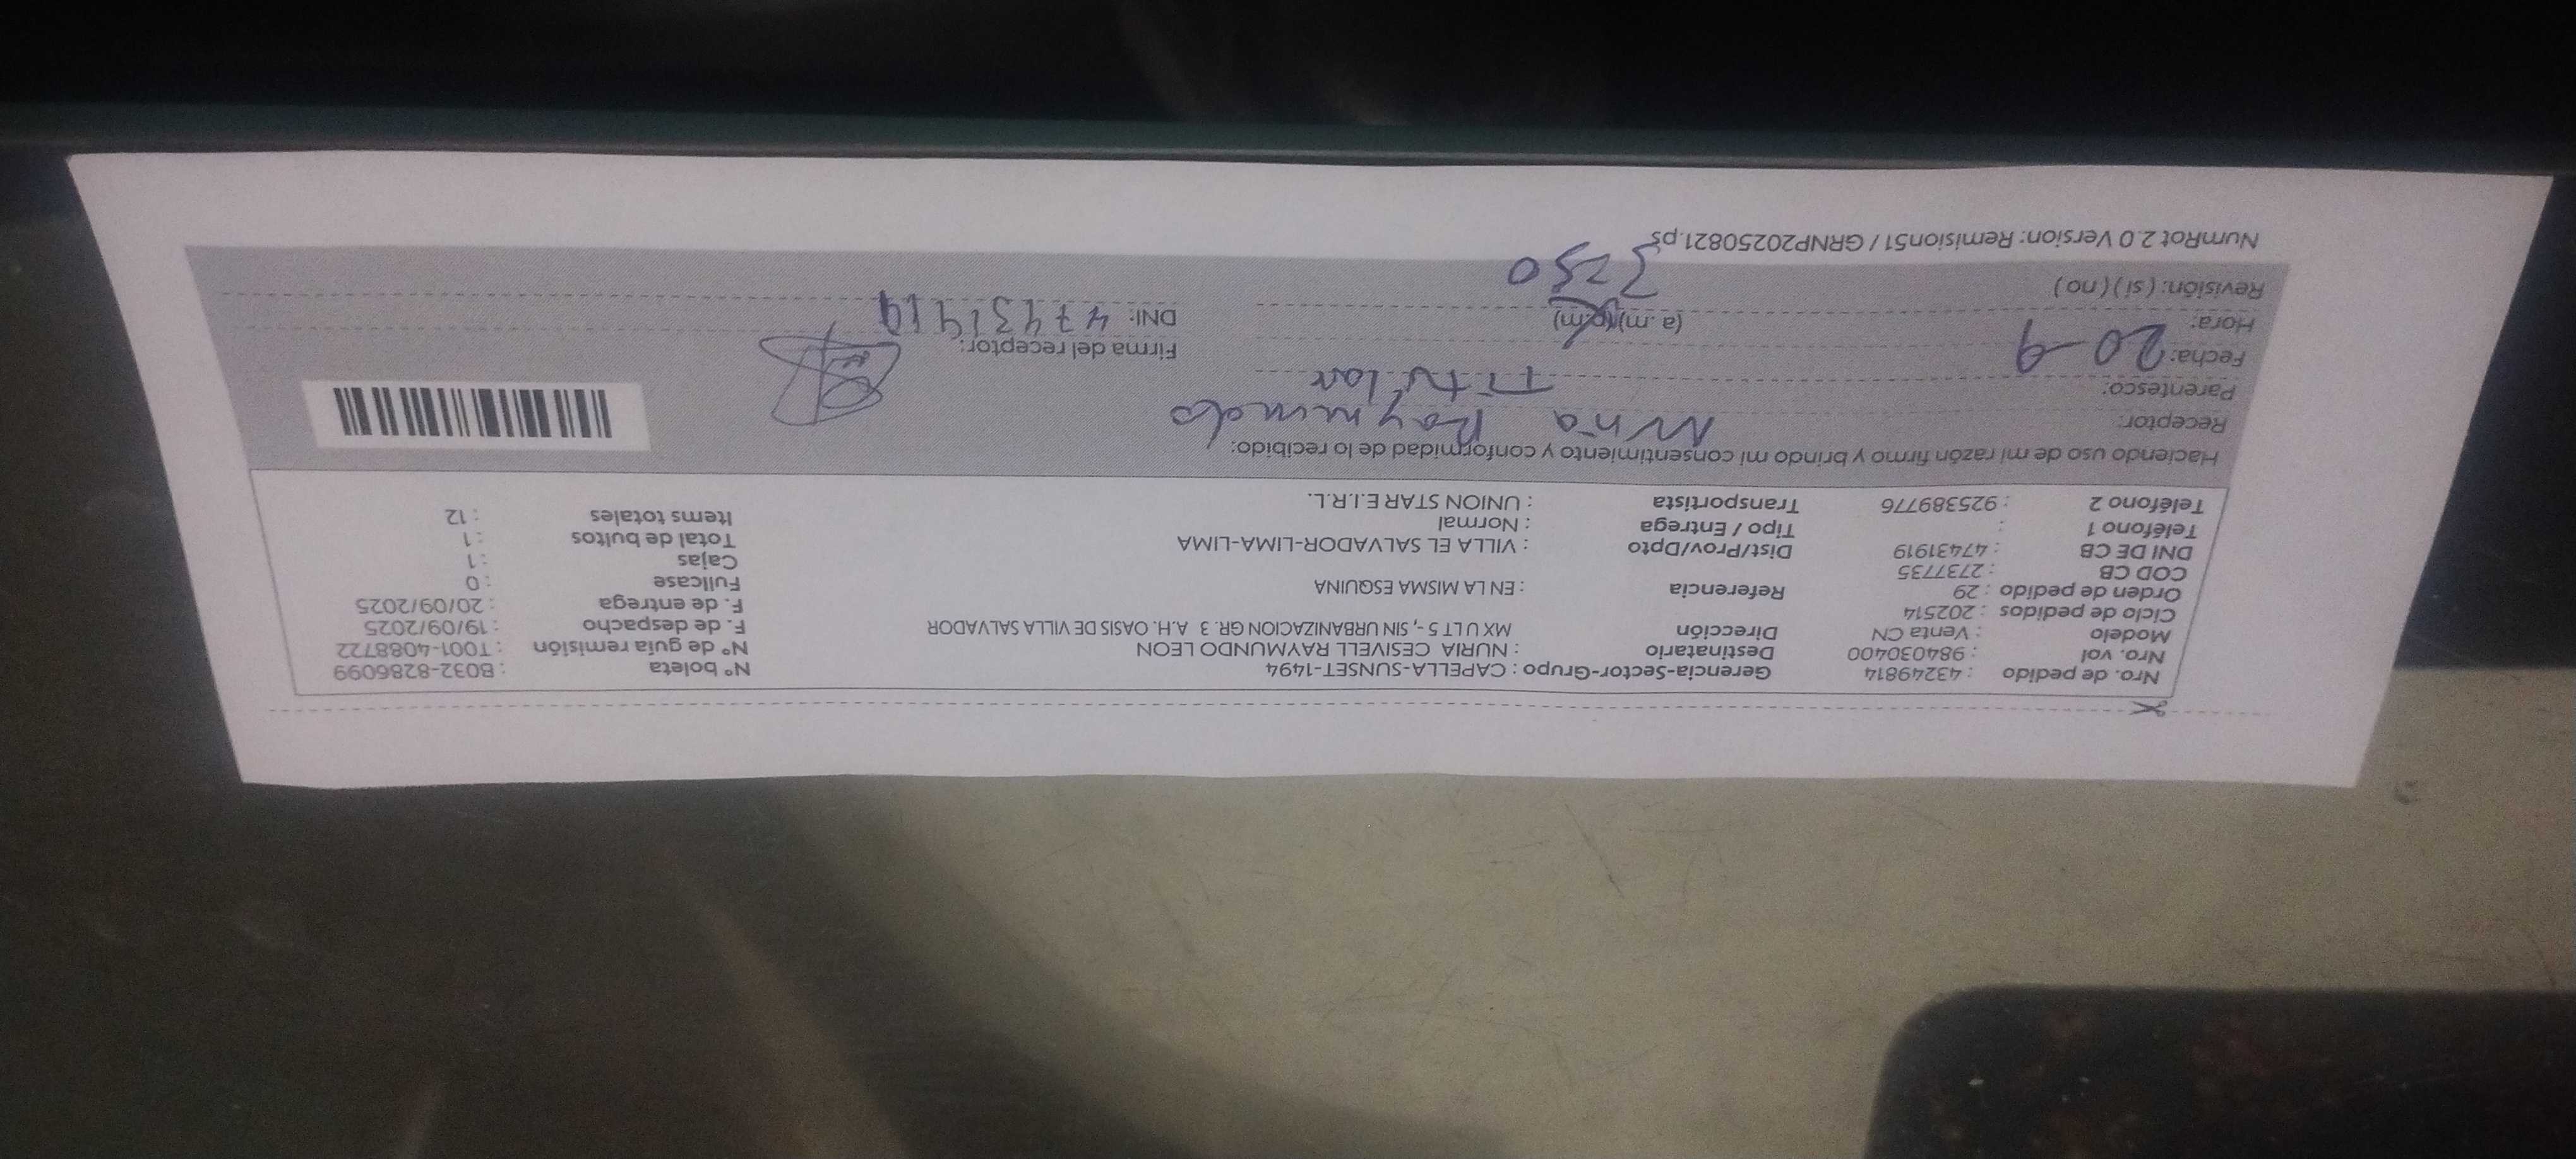 Nro. de pedido : 43249814 Gerencia-Sector-Grupo : CAPELLA-SUNSET-1494 N° boleta : B032-8286099
Nro. vol : 984030400 Destinatario : NURIA CESIVELL RAYMUNDO LEON N° de guía remisión : T001-4088722
Modelo : Venta CN Dirección MX U LT 5 -, SIN URBANIZACION GR. 3 A.H. OASIS DE VILLA SALVADOR F. de despacho : 19/09/2025
Ciclo de pedidos : 202514 F. de entrega : 20/09/2025
Orden de pedido : 29 Referencia : EN LA MISMA ESQUINA Fullcase : 0
COD CB : 2737735 Cajas : 1
DNI DE CB : 47431919 Dist/Prov/Dpto : VILLA EL SALVADOR-LIMA-LIMA Total de bultos : 1
Teléfono 1 : Tipo / Entrega : Normal Items totales : 12
Teléfono 2 : 925389776 Transportista : UNION STAR E.I.R.L.
Haciendo uso de mi razón firmo y brindo mi consentimiento y conformidad de lo recibido:
Receptor: Raymundo
Parentesco: Titular
Fecha: 20-9 Firma del receptor:
Hora: (a .m) (p.m) DNI: 47431919
Revisión: ( si ) ( no )
NumRot 2.0 Version: Remision51 / GRNP20250821.ps